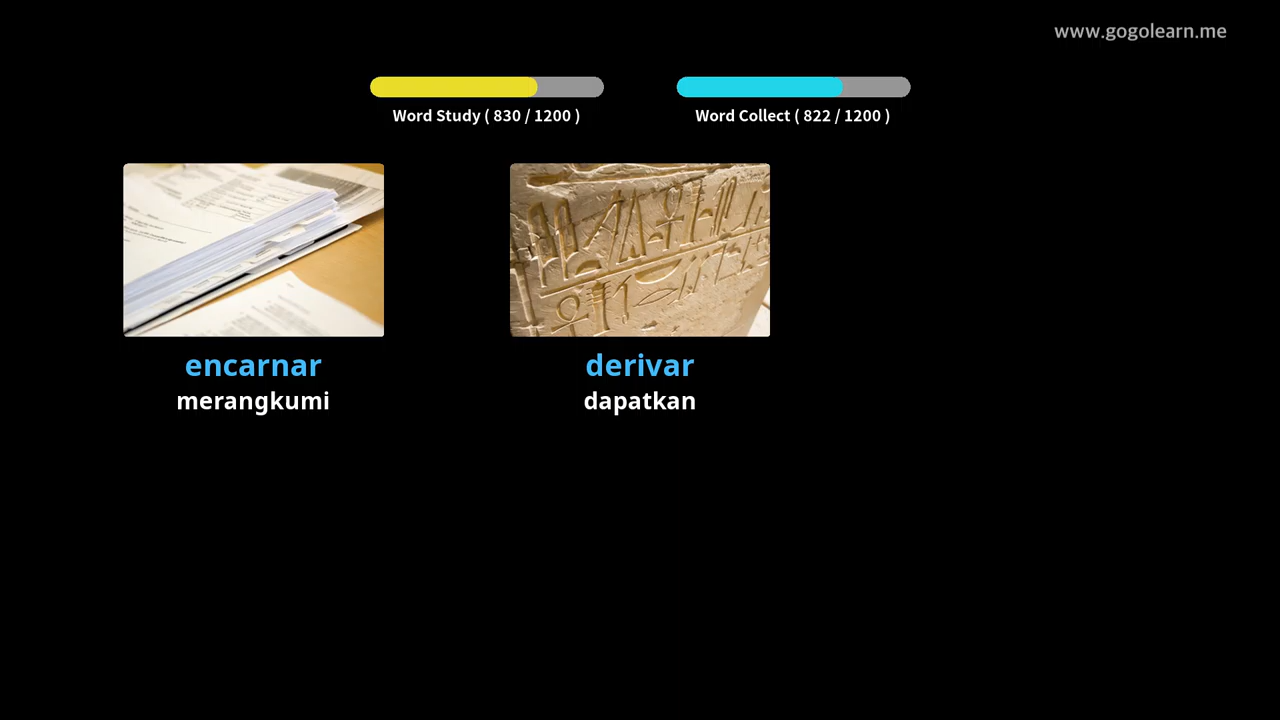 www.gogolearn.me
Word Study ( 830 / 1200 )
Word Collect ( 822 / 1200 )
encarnar
merangkumi
derivar
dapatkan